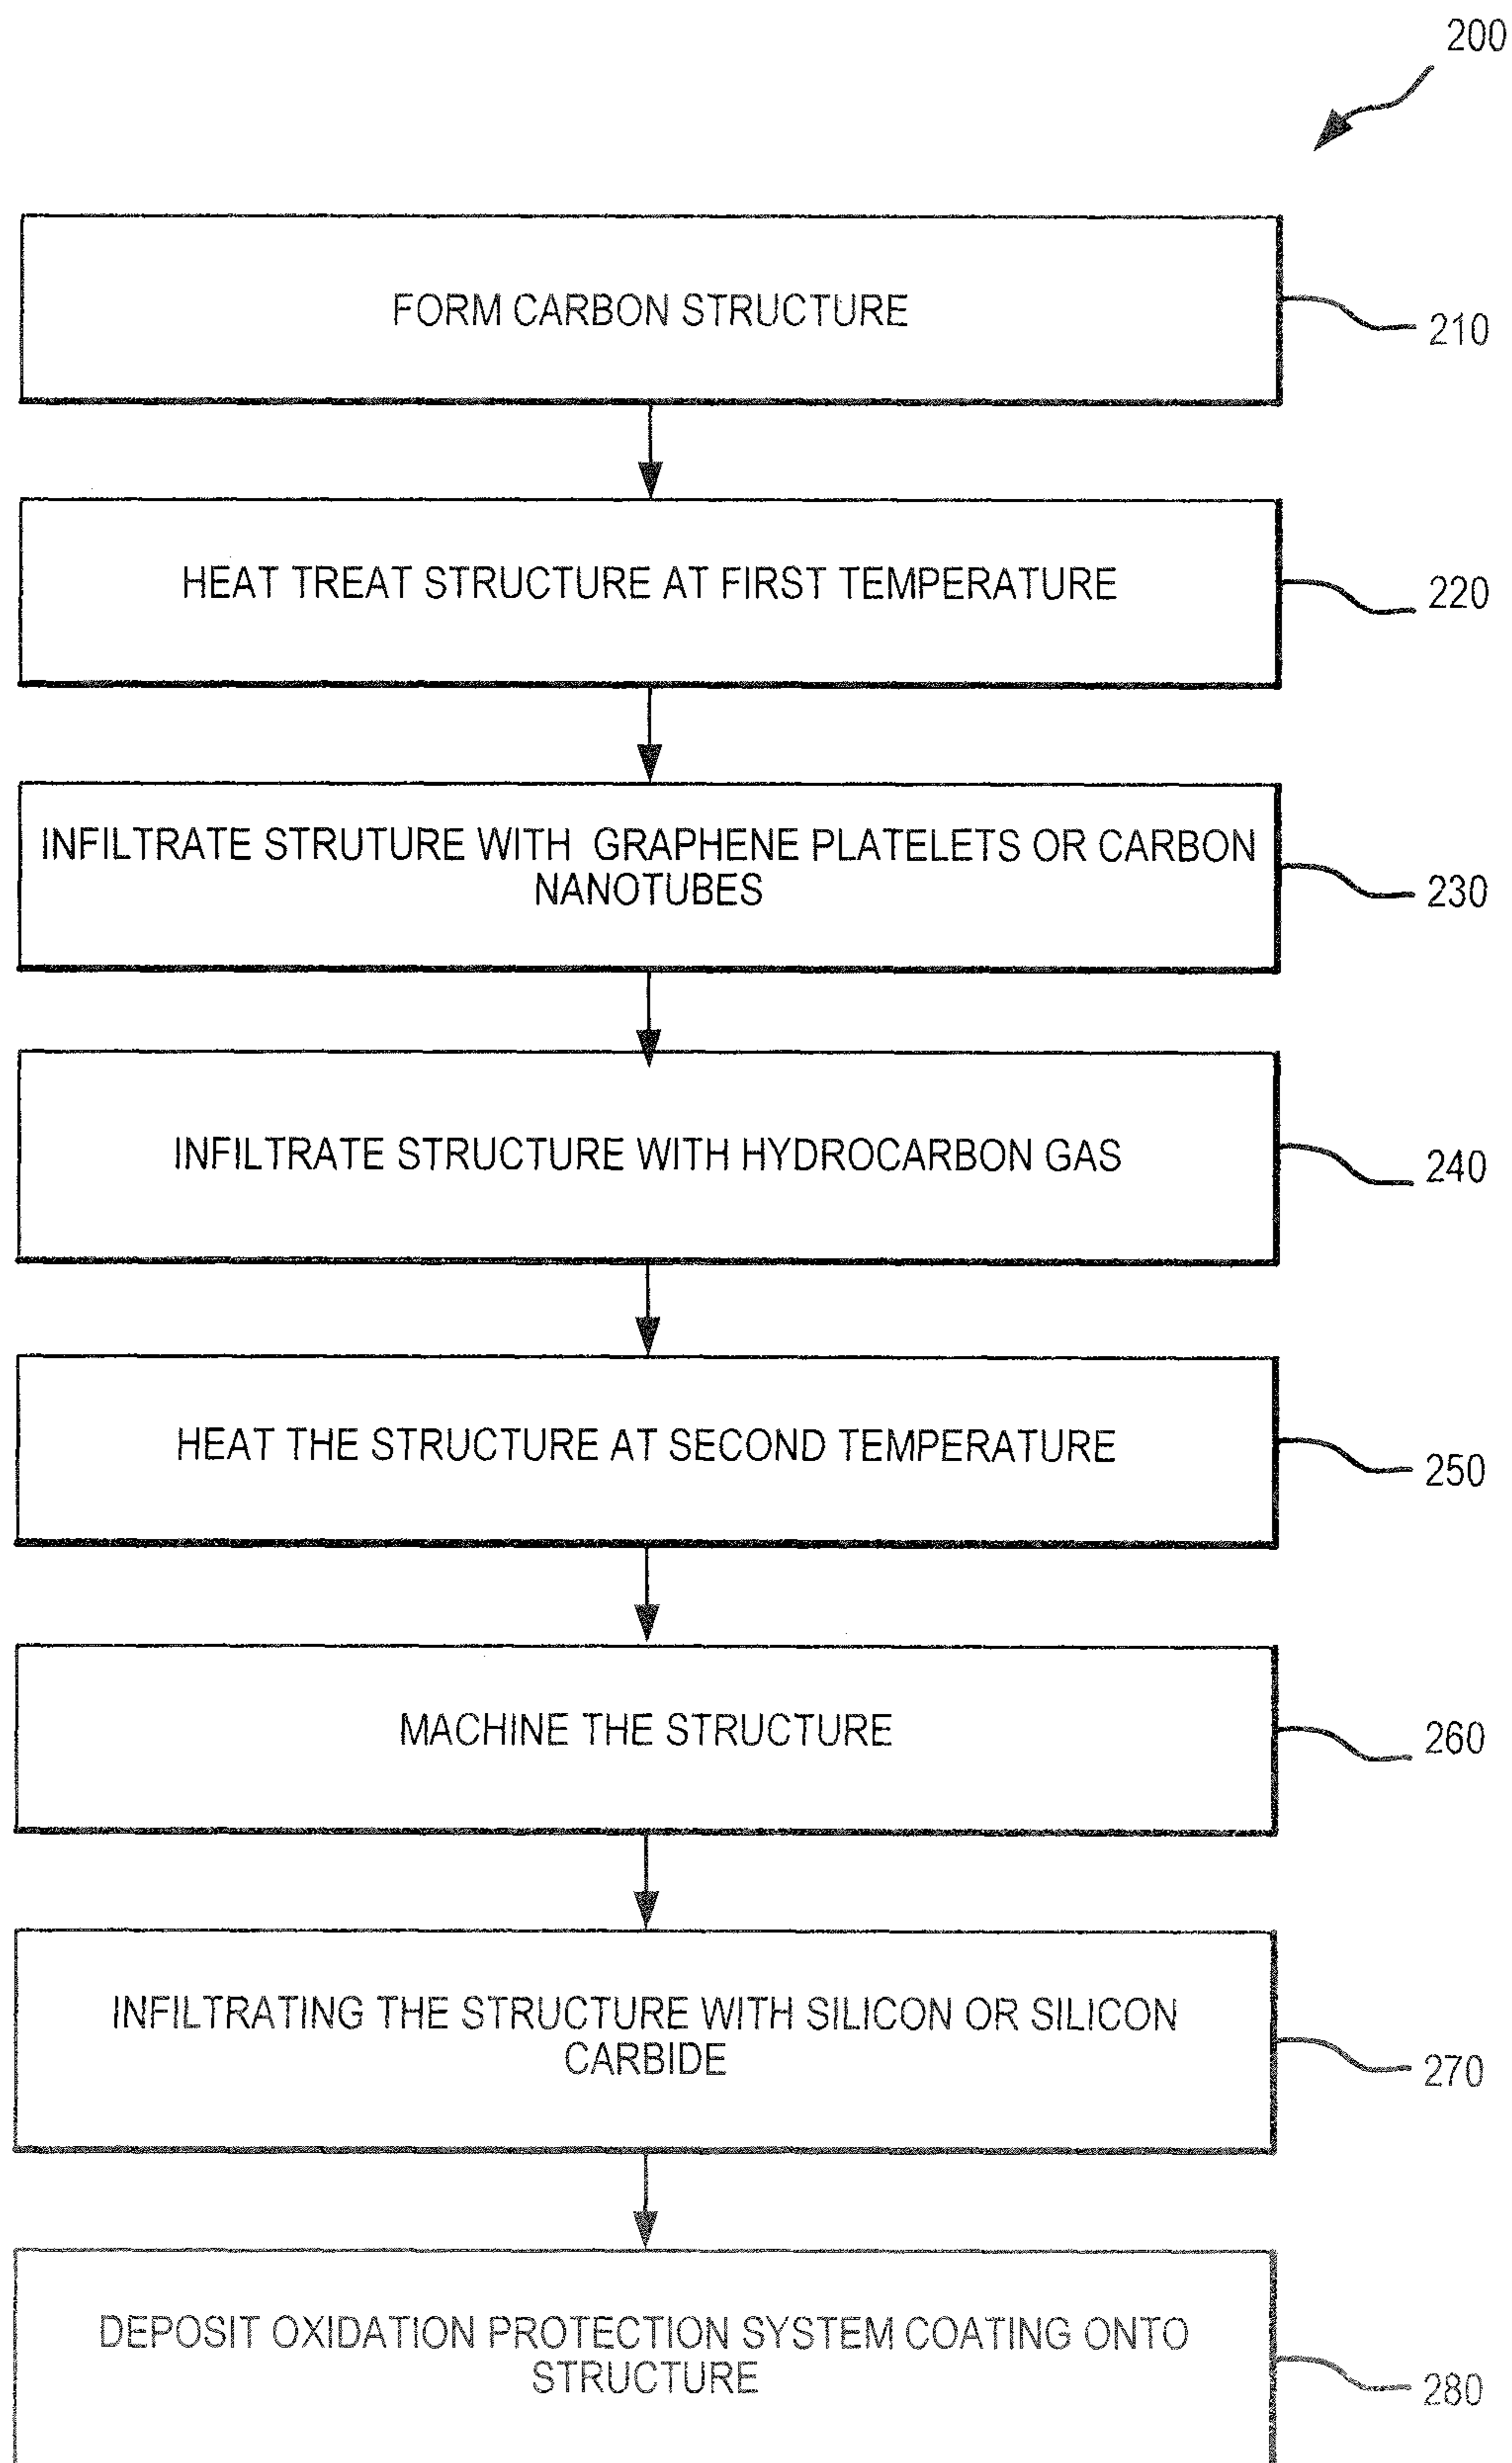 200
FORM CARBON STRUCTURE
210
HEAT TREAT STRUCTURE AT FIRST TEMPERATURE
220
INFILTRATE STRUTURE WITH GRAPHENE PLATELETS OR CARBON
NANOTUBES
230
INFILTRATE STRUCTURE WITH HYDROCARBON GAS
240
HEAT THE STRUCTURE AT SECOND TEMPERATURE
250
MACHINE THE STRUCTURE
260
INFILTRATING THE STRUCTURE WITH SILICON OR SILICON
CARBIDE
270
DEPOSIT OXIDATION PROTECTION SYSTEM COATING ONTO
STRUCTURE
280